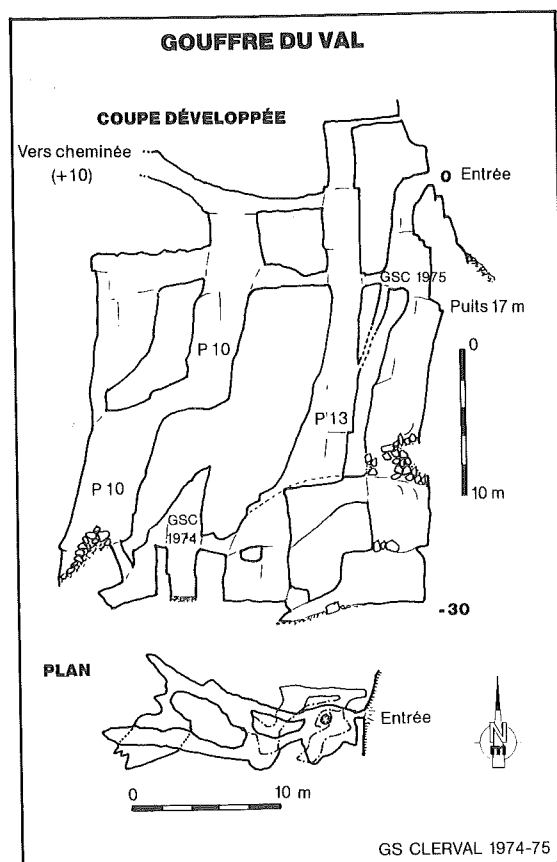 GOUFFRE DU VAL
COUPE DÉVELOPPÉE
Vers cheminée
(+10)
0 Entrée
GSC 1975
Puits 17 m
0
P 10
P 13
P 10
10 m
GSC
1974
-30
PLAN
Entrée
N
m
0
10 m
GS CLERVAL 1974-75